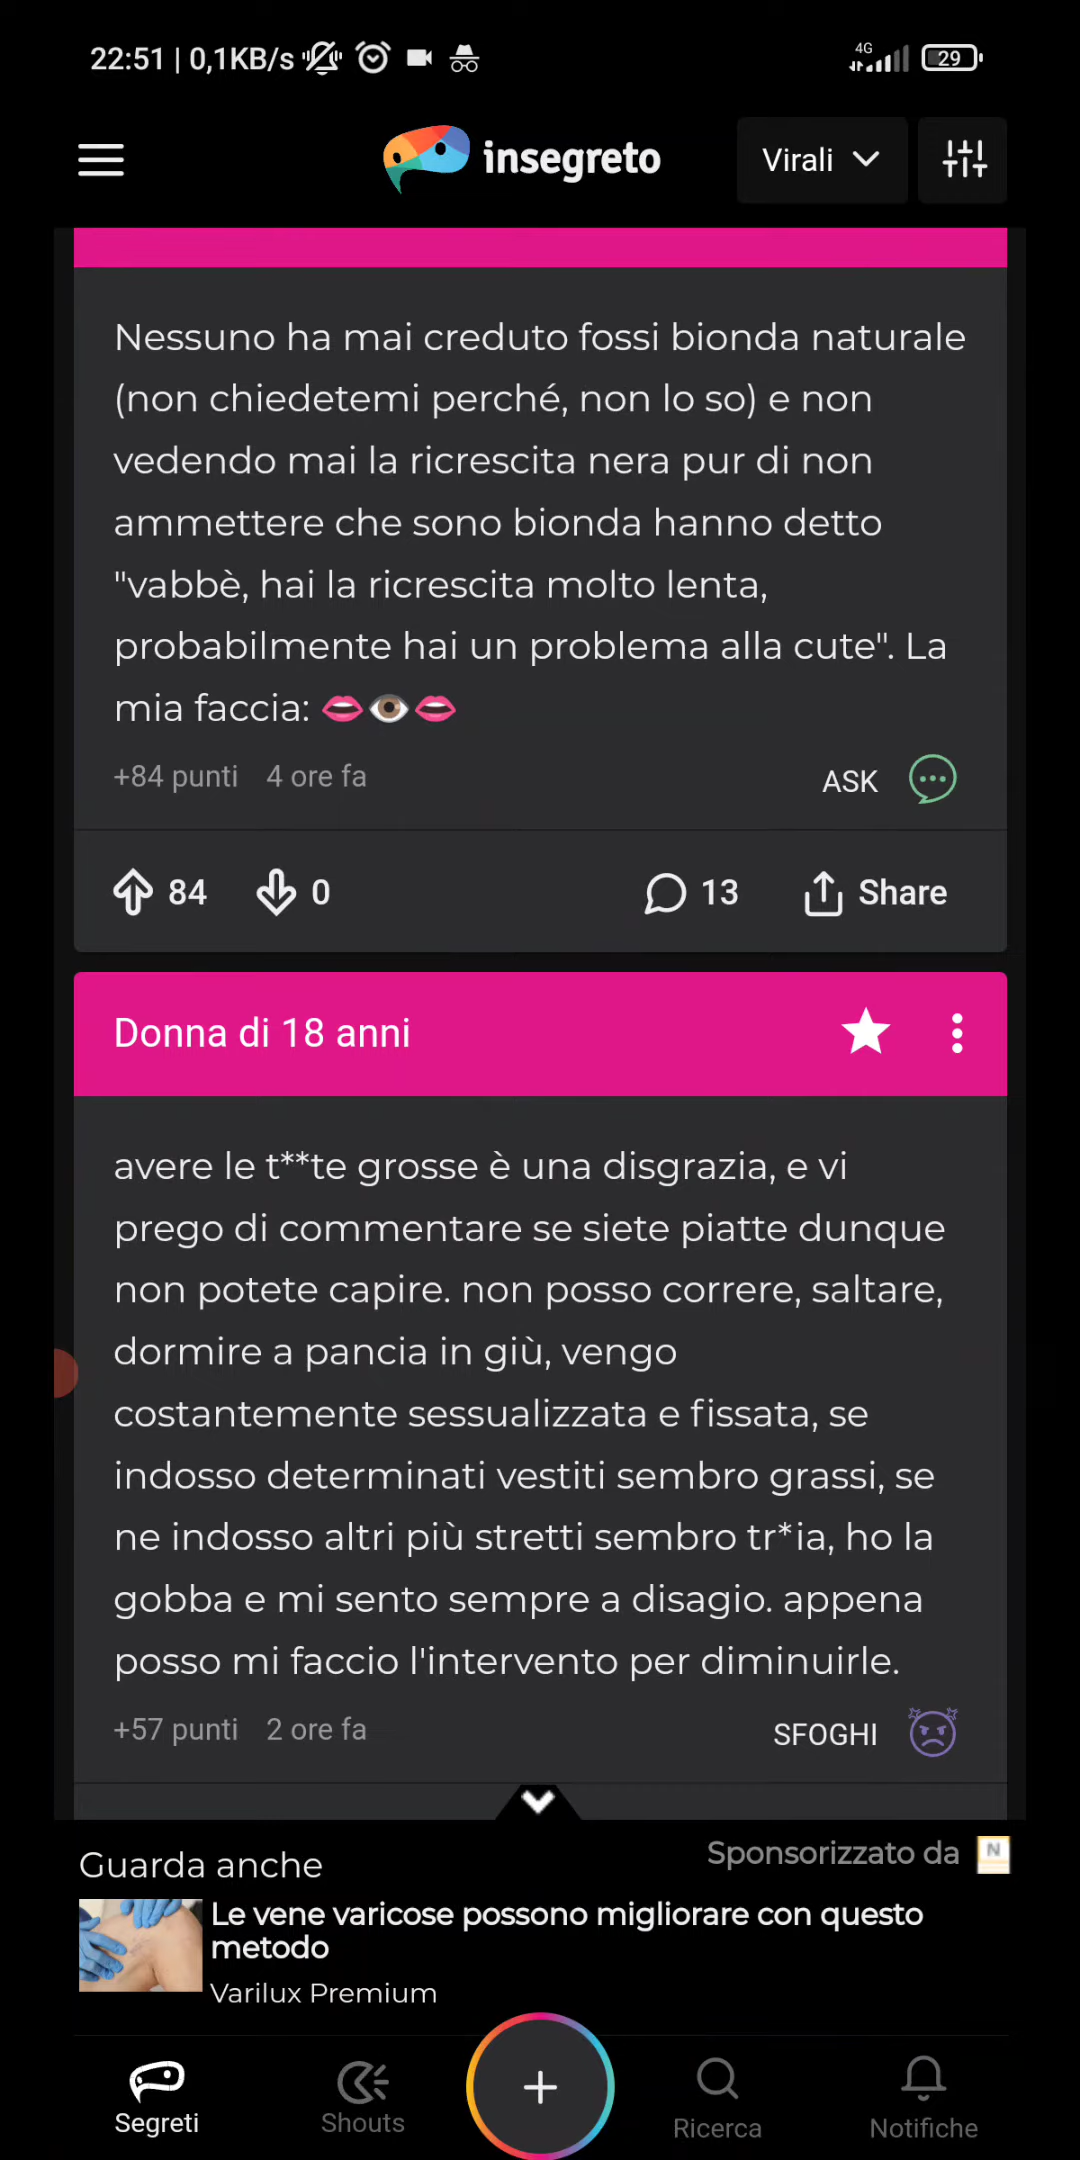 22:51 | 0,1KB/s
4G
29
insegreto
Virali
Nessuno ha mai creduto fossi bionda naturale
(non chiedetemi perché, non lo so) e non
vedendo mai la ricrescita nera pur di non
ammettere che sono bionda hanno detto
"vabbè, hai la ricrescita molto lenta,
probabilmente hai un problema alla cute". La
mia faccia: 👄👁️👄
+84 punti 4 ore fa
ASK
84 0 13 Share
Donna di 18 anni
avere le t**te grosse è una disgrazia, e vi
prego di commentare se siete piatte dunque
non potete capire. non posso correre, saltare,
dormire a pancia in giù, vengo
costantemente sessualizzata e fissata, se
indosso determinati vestiti sembro grassi, se
ne indosso altri più stretti sembro tr*ia, ho la
gobba e mi sento sempre a disagio. appena
posso mi faccio l'intervento per diminuirle.
+57 punti 2 ore fa
SFOGHI
Guarda anche
Sponsorizzato da N
Le vene varicose possono migliorare con questo
metodo
Varilux Premium
Segreti Shouts + Ricerca Notifiche